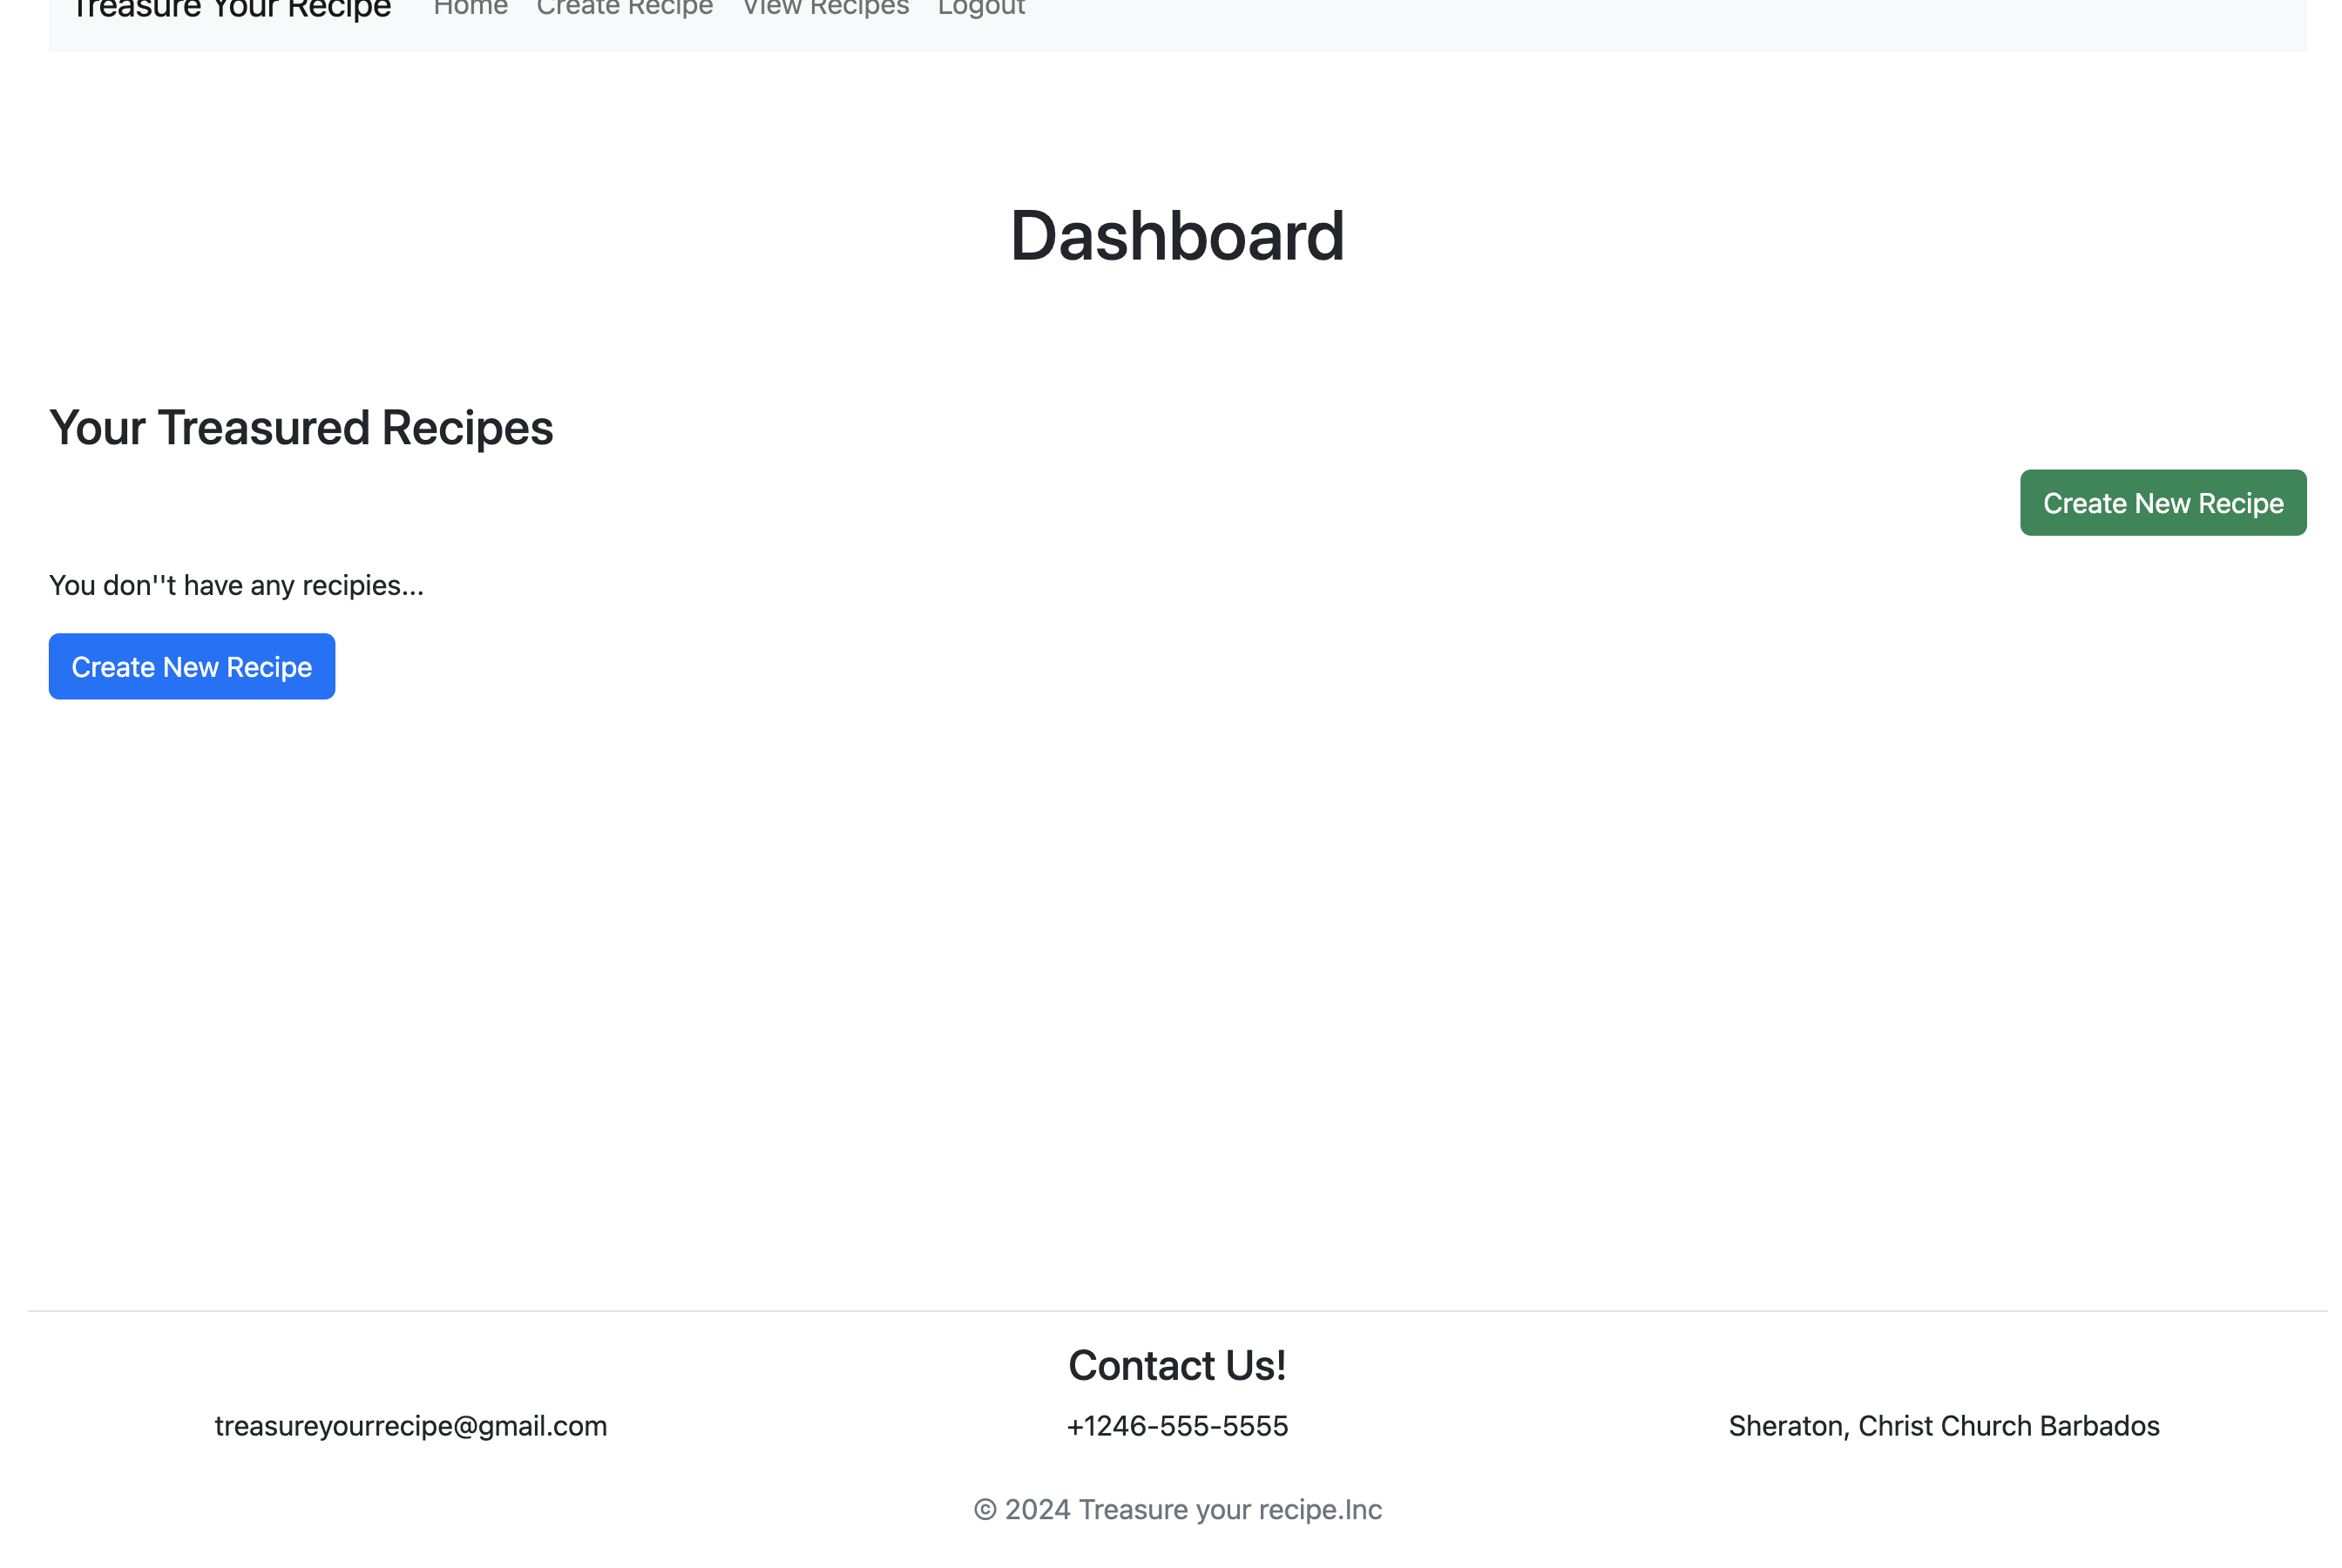 Treasure Your Recipe Home Create Recipe View Recipes Logout
Dashboard
Your Treasured Recipes
Create New Recipe
You don''t have any recipies...
Create New Recipe
Contact Us!
treasureyourrecipe@gmail.com +1246-555-5555 Sheraton, Christ Church Barbados
© 2024 Treasure your recipe.Inc